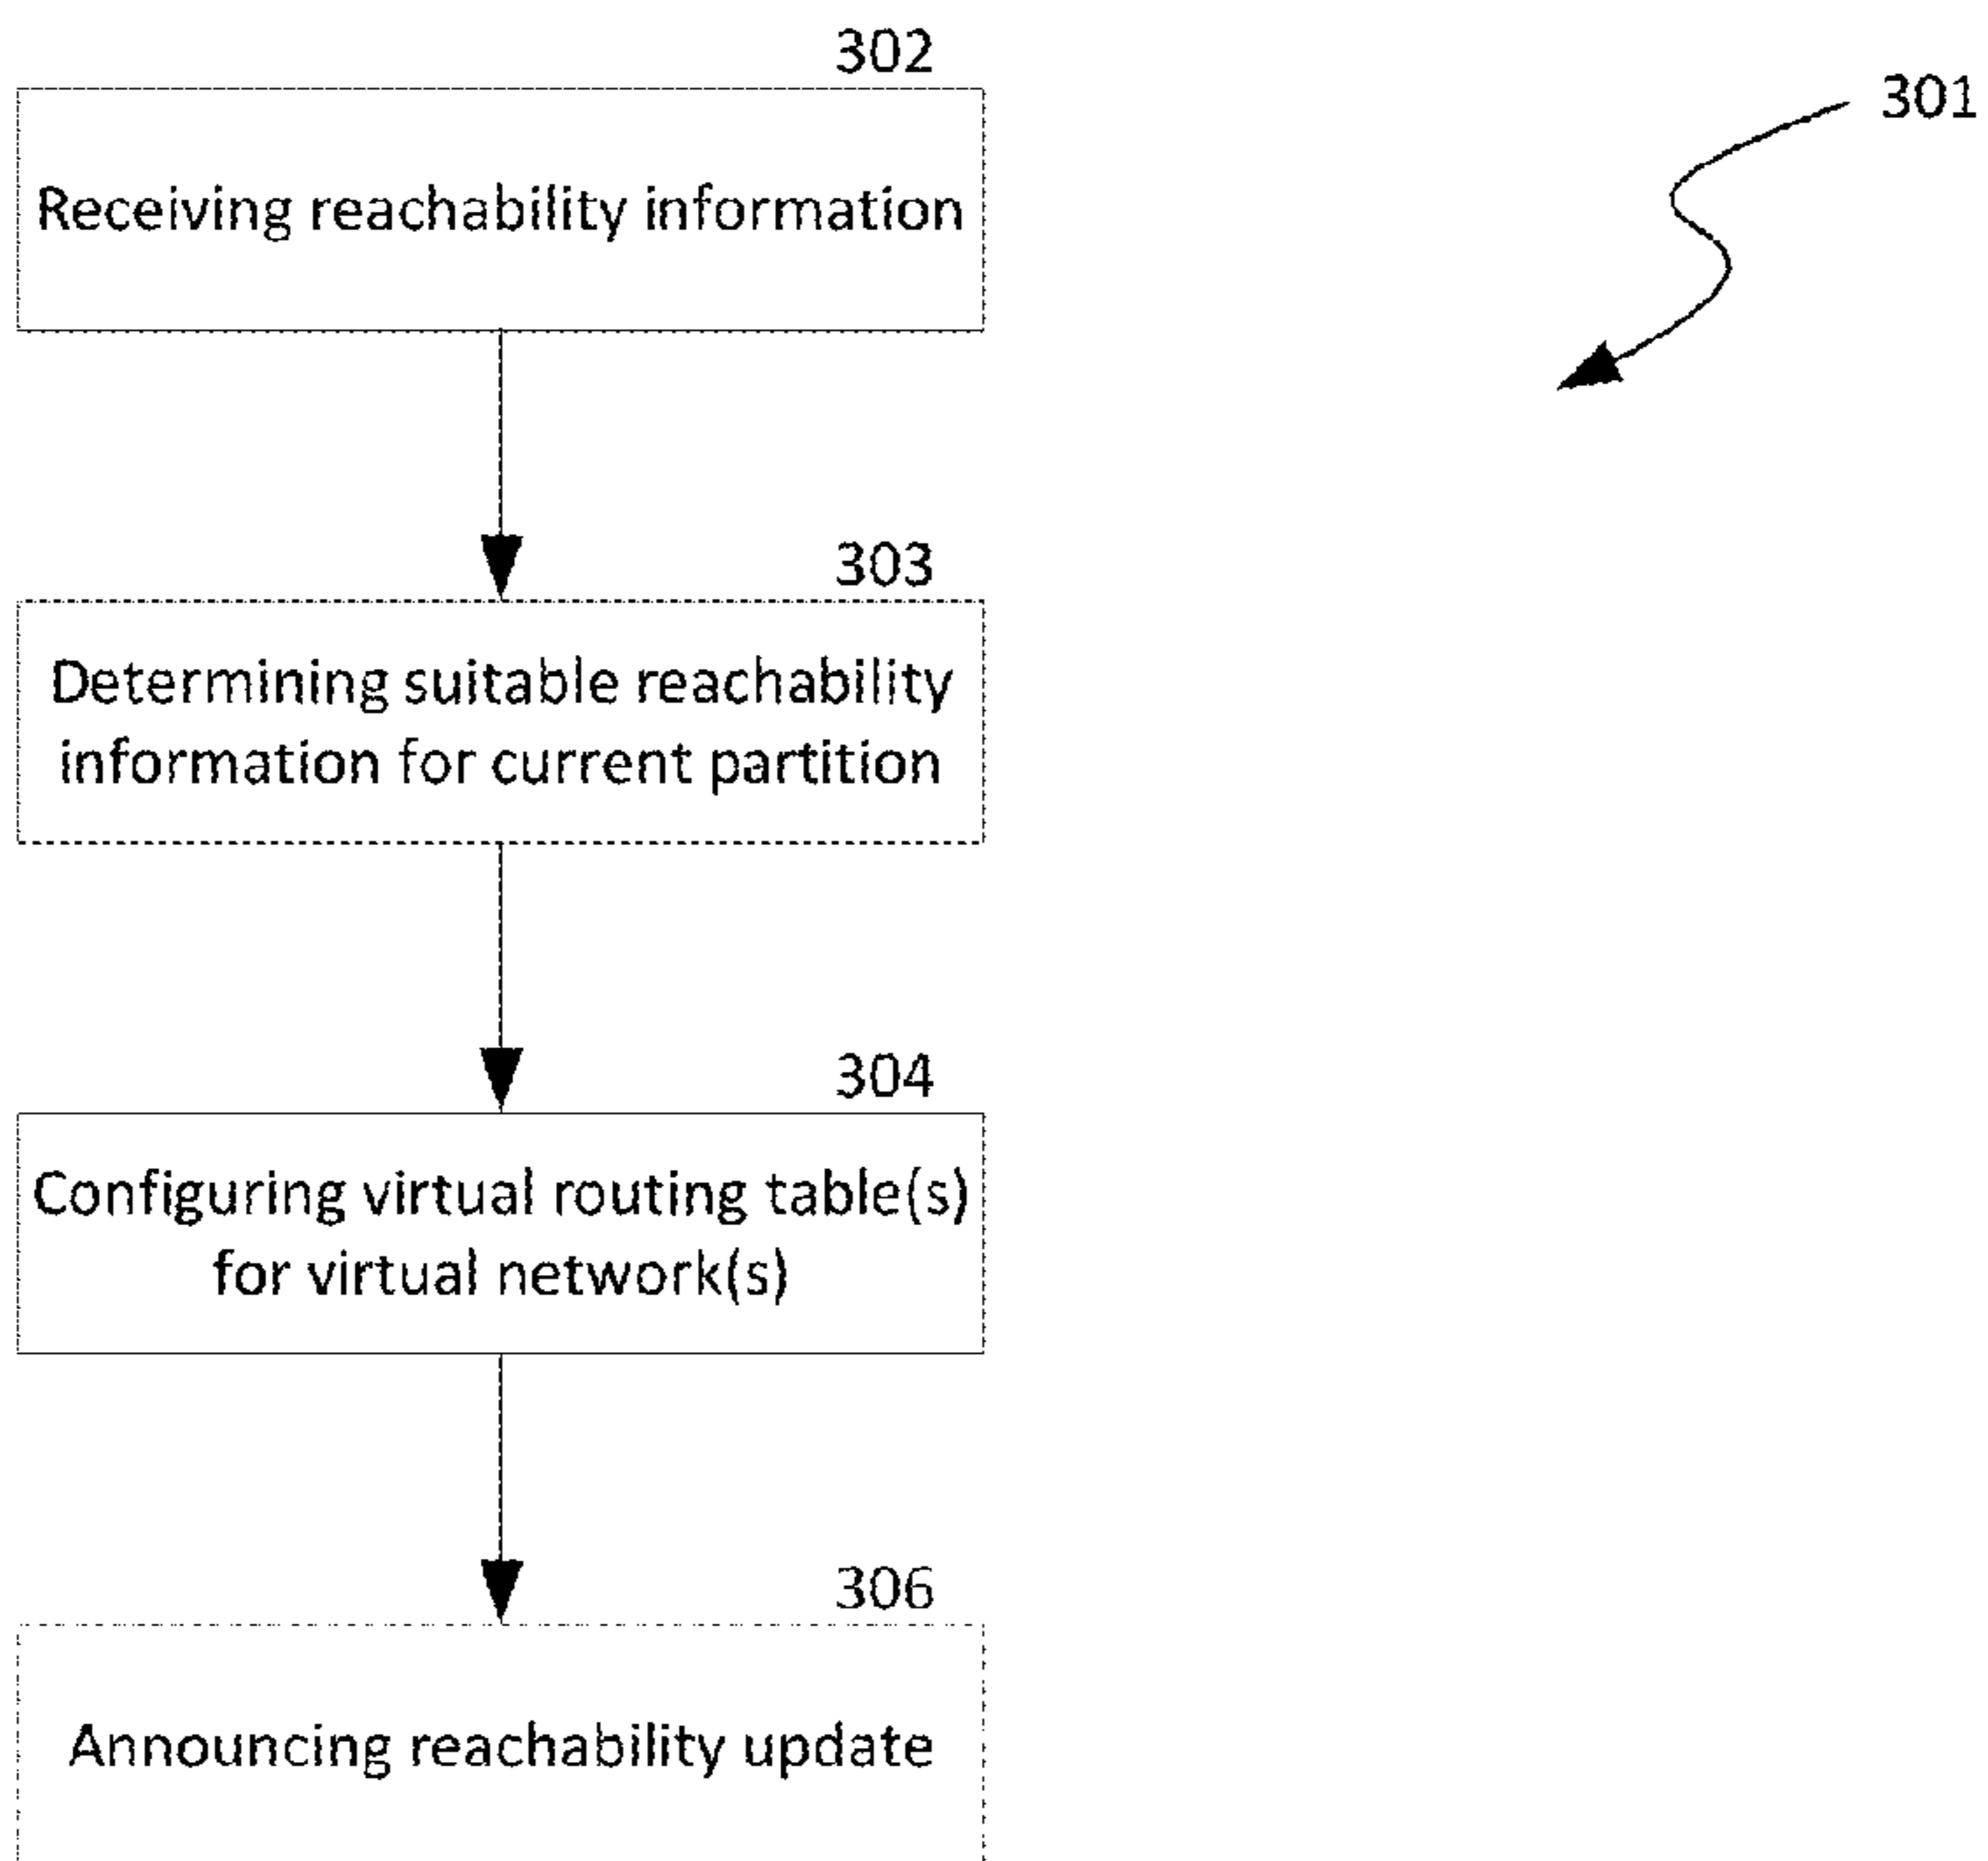 302
301
Receiving reachability information
303
Determining suitable reachability
information for current partition
304
Configuring virtual routing table(s)
for virtual network(s)
306
Announcing reachability update